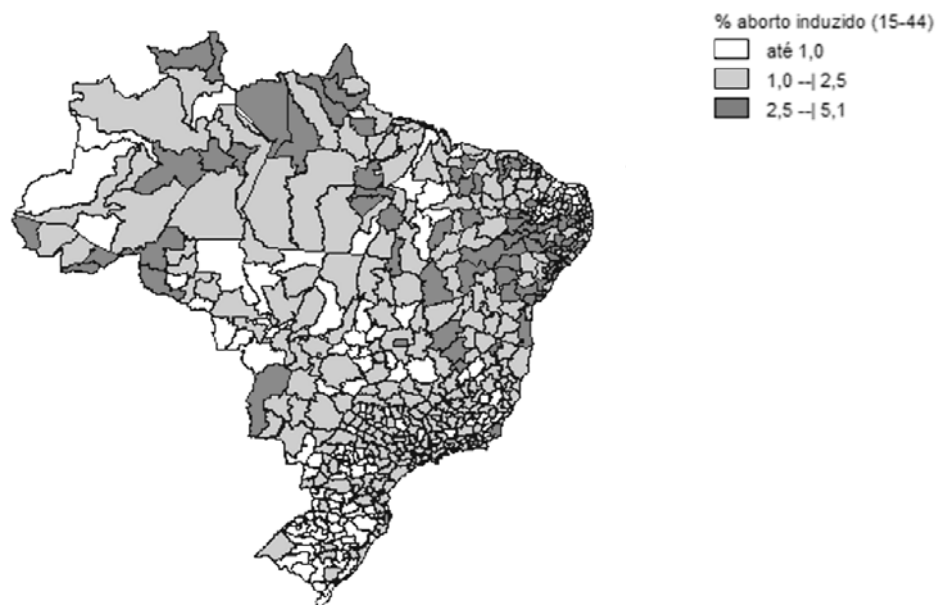 % aborto induzido (15-44)
até 1,0
1,0 --| 2,5
2,5 --| 5,1